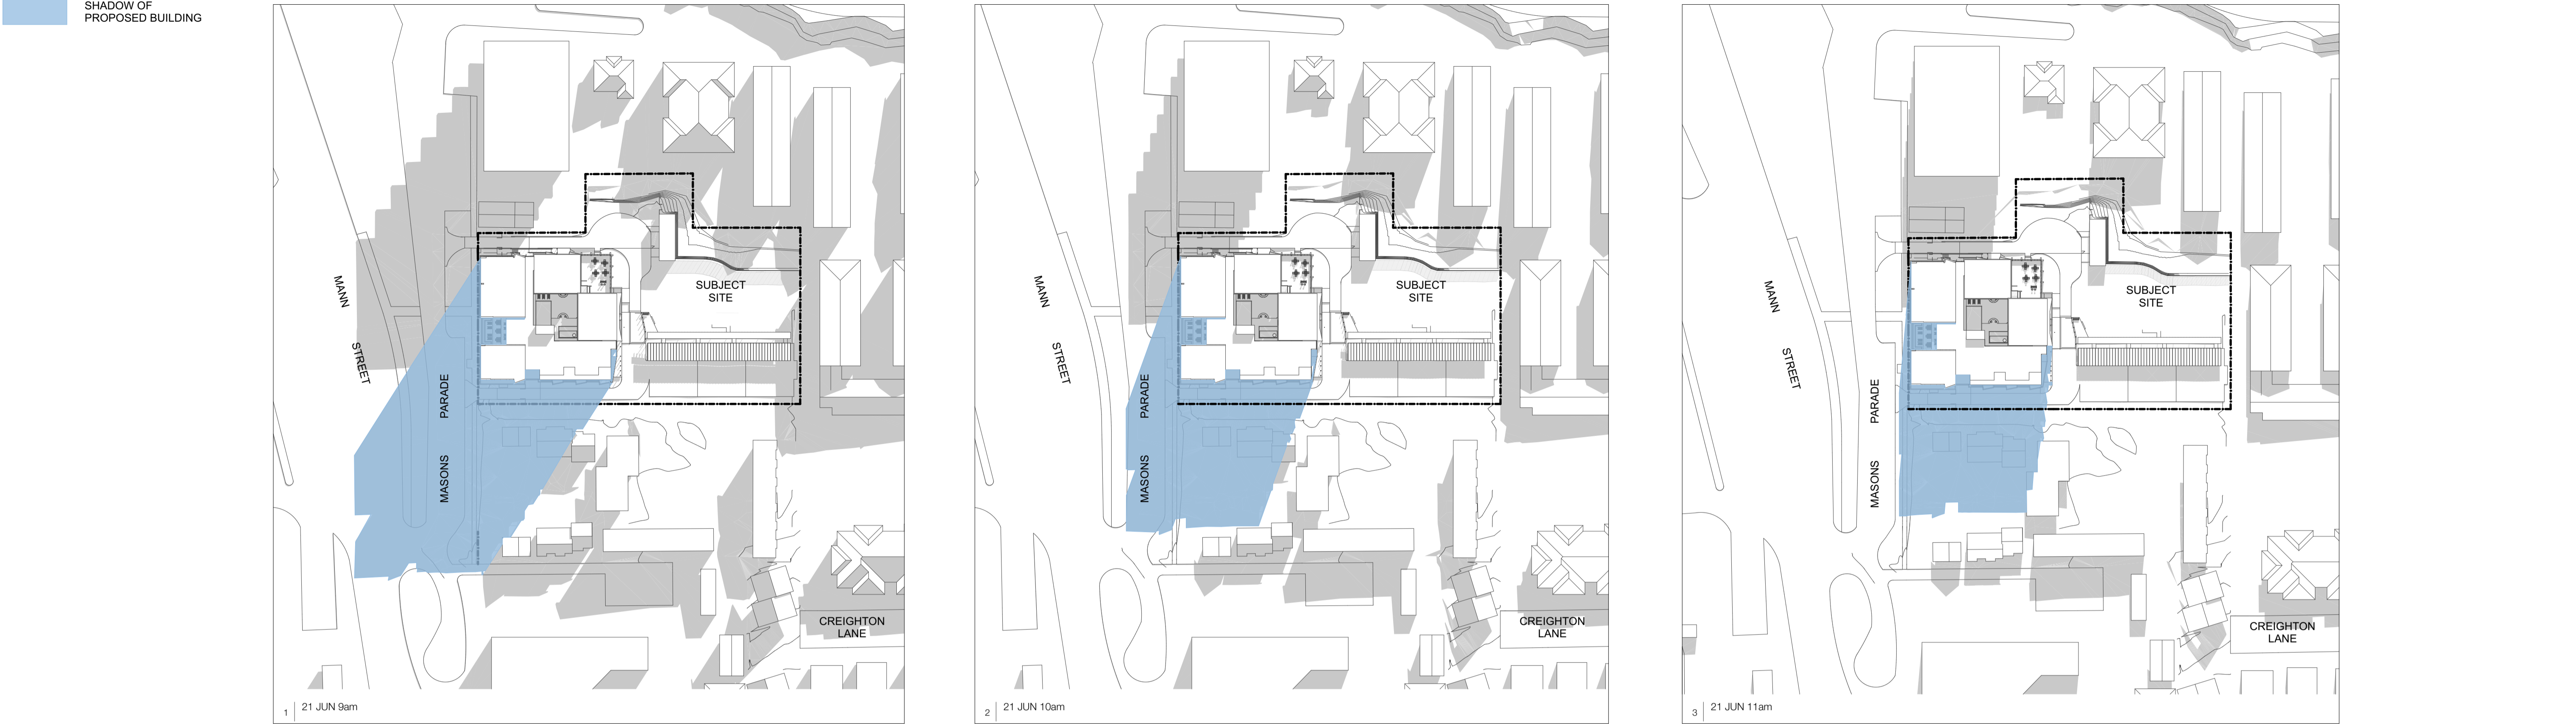 SHADOW OF
PROPOSED BUILDING
MANN
STREET
PARADE
MASONS
SUBJECT
SITE
CREIGHTON
LANE
1
21 JUN 9am
MANN
STREET
PARADE
MASONS
SUBJECT
SITE
CREIGHTON
LANE
2
21 JUN 10am
MANN
STREET
PARADE
MASONS
SUBJECT
SITE
CREIGHTON
LANE
3
21 JUN 11am